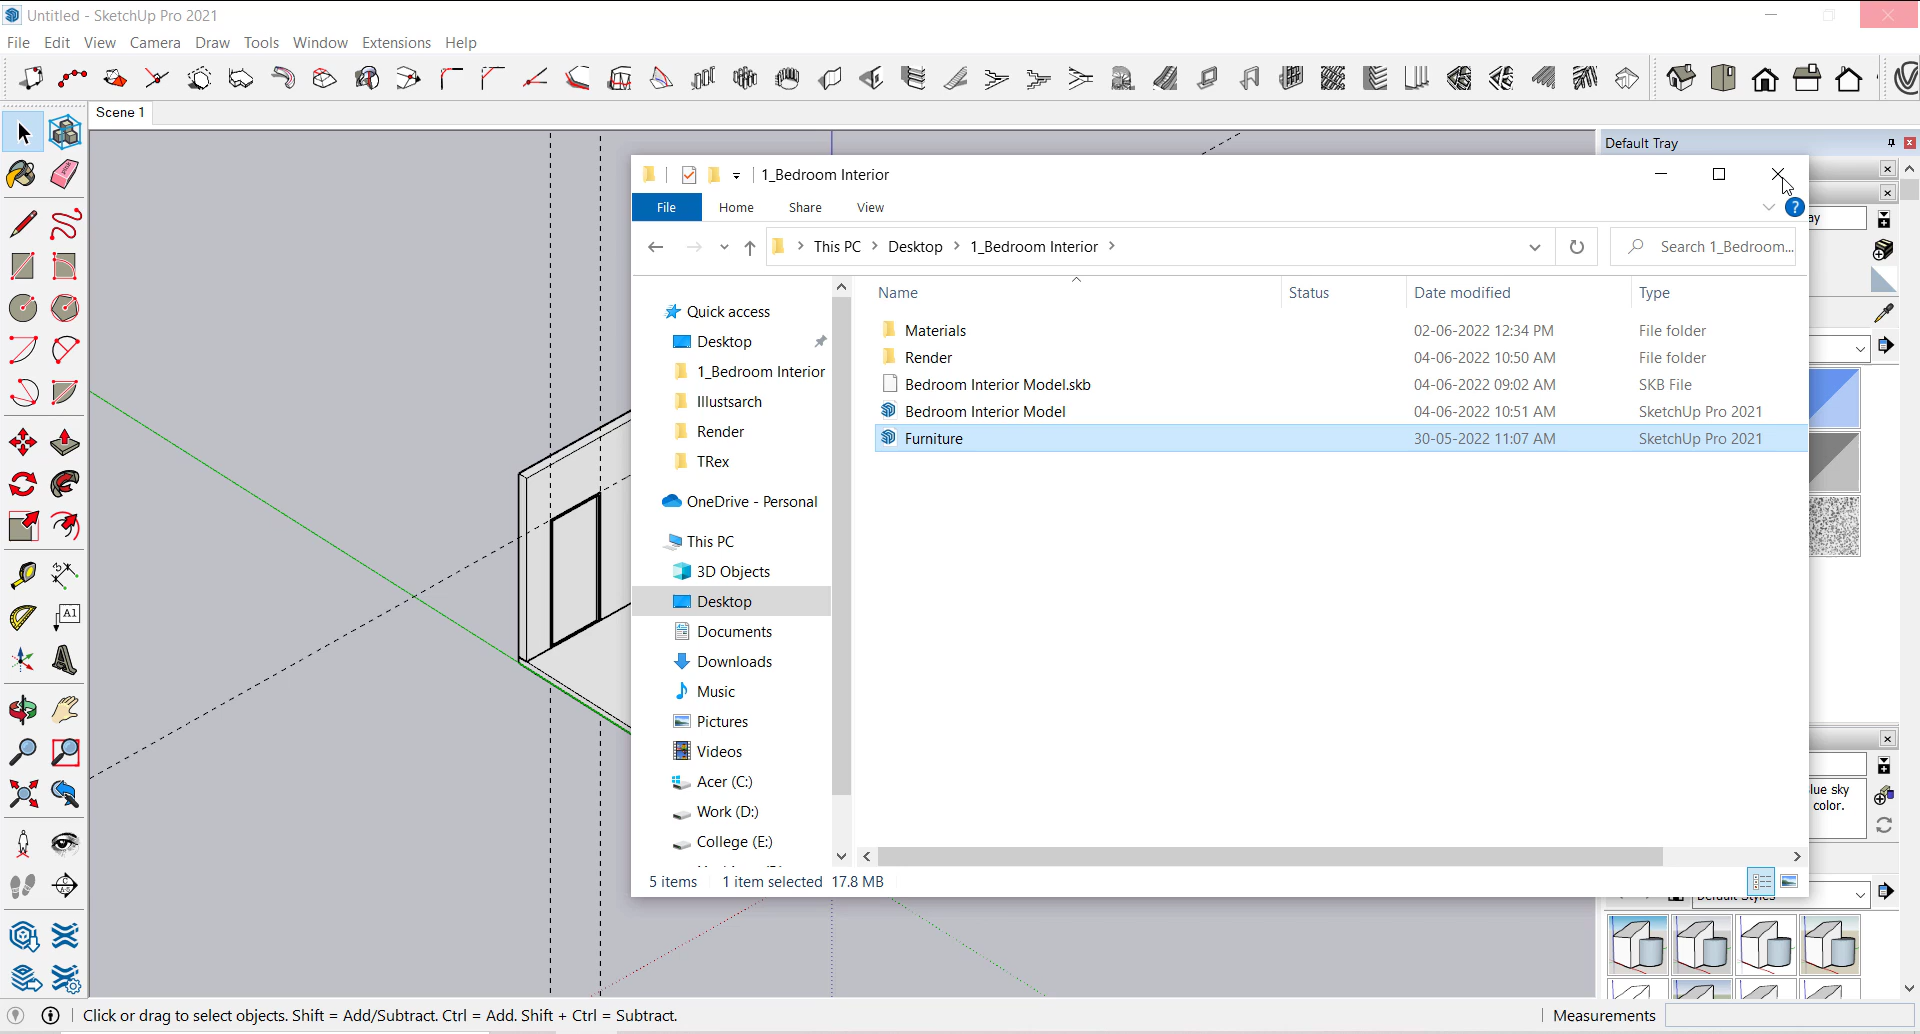 Untitled - SketchUp Pro 2021
File Edit View Camera Draw Tools Window Extensions Help
Scene 1
Default Tray
1_Bedroom Interior
File Home Share View
This PC > Desktop > 1_Bedroom Interior >
Search 1_Bedroom...
Name Status Date modified Type
Quick access
Desktop
1_Bedroom Interior
Illustsarch
Render
TRex
OneDrive - Personal
This PC
3D Objects
Desktop
Documents
Downloads
Music
Pictures
Videos
Acer (C:)
Work (D:)
College (E:)
Materials 02-06-2022 12:34 PM File folder
Render 04-06-2022 10:50 AM File folder
Bedroom Interior Model.skb 04-06-2022 09:02 AM SKB File
Bedroom Interior Model 04-06-2022 10:51 AM SketchUp Pro 2021
Furniture 30-05-2022 11:07 AM SketchUp Pro 2021
5 items 1 item selected 17.8 MB
ay
lue sky
color.
Default Styles
A1
Click or drag to select objects. Shift = Add/Subtract. Ctrl = Add. Shift + Ctrl = Subtract.
Measurements